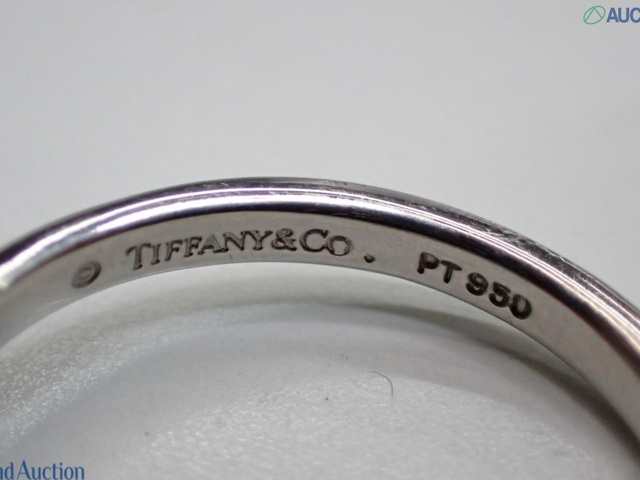 AUC
TIFFANY&CO.
PT950
nd Auction